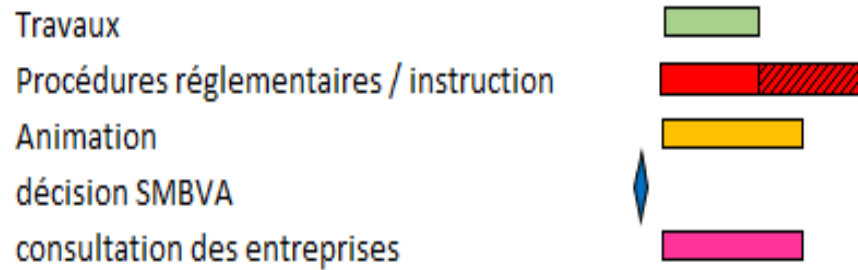 Travaux
Procédures réglementaires / instruction
Animation
décision SMBVA
consultation des entreprises